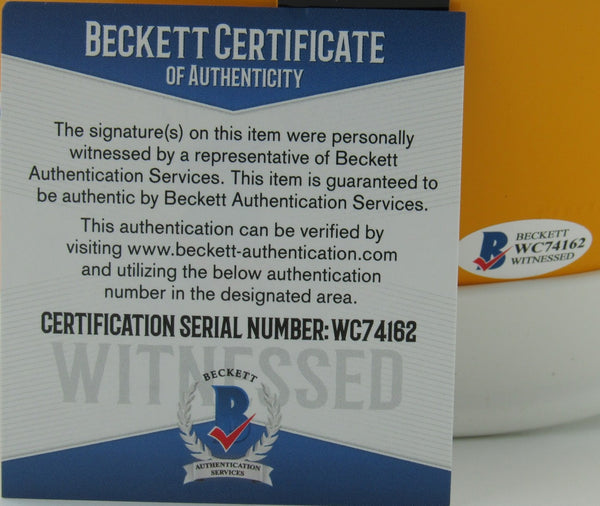 BECKETT CERTIFICATE
OF AUTHENTICITY
The signature(s) on this item were personally
witnessed by a representative of Beckett
Authentication Services. This item is guaranteed to
be authentic by Beckett Authentication Services.
This authentication can be verified by
visiting www.beckett-authentication.com
and utilizing the below authentication
number in the designated area.
CERTIFICATION SERIAL NUMBER: WC74162
WITNESSED
BECKETT
B
AUTHENTICATION
SERVICES
B
BECKETT
WC74162
WITNESSED